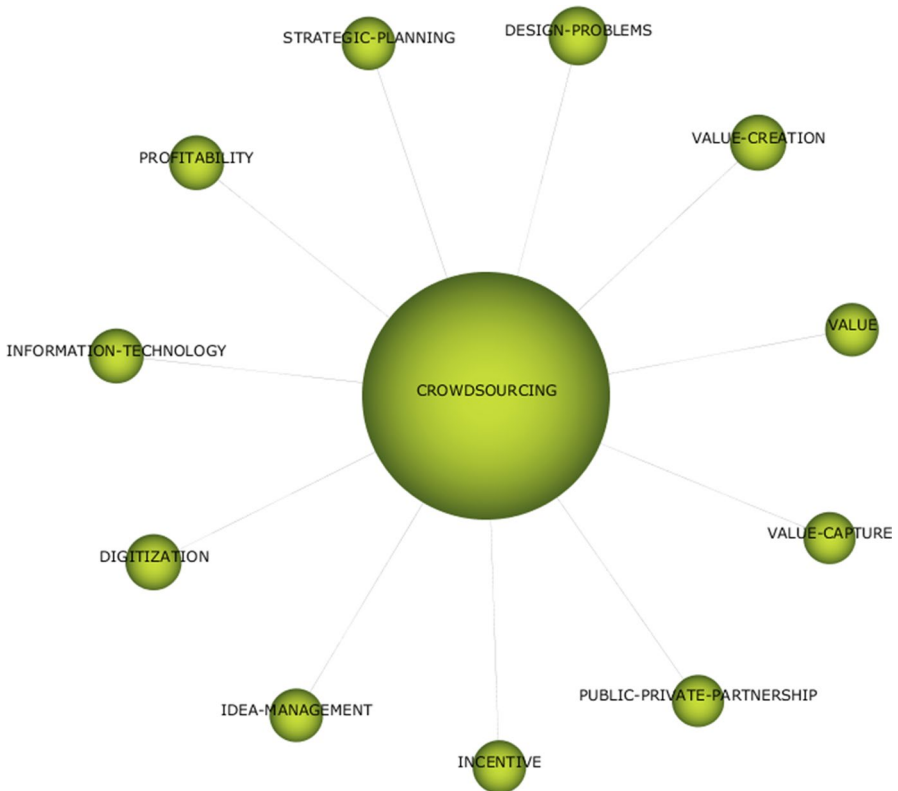 DESIGN-PROBLEMS
STRATEGIC-PLANNING
VALUE-CREATION
PROFITABILITY
VALUE
INFORMATION-TECHNOLOGY
CROWDSOURCING
VALUE-CAPTURE
DIGITIZATION
PUBLIC-PRIVATE-PARTNERSHIP
IDEA-MANAGEMENT
INCENTIVE